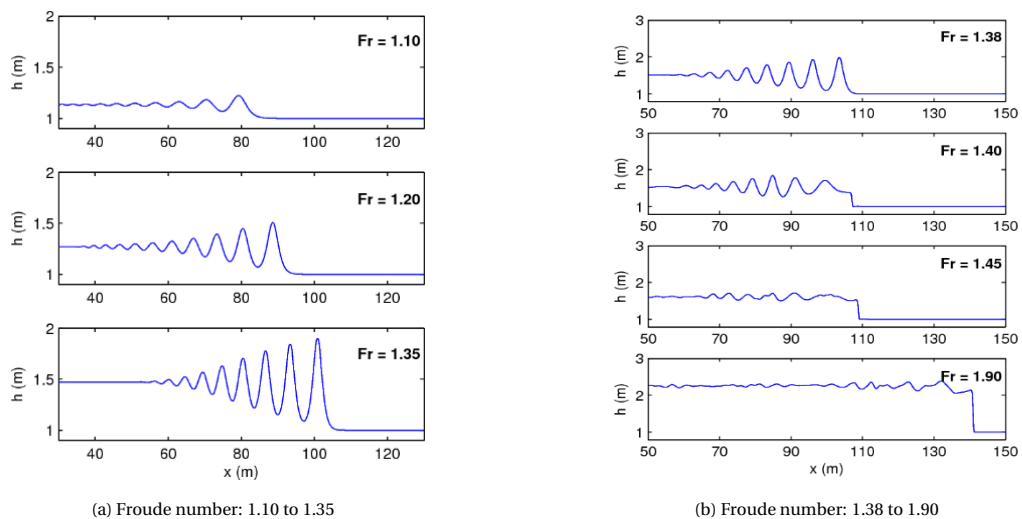 2
1.5
1
h (m)
Fr = 1.10
40 60 80 100 120
2
1.5
1
h (m)
Fr = 1.20
40 60 80 100 120
2
1.5
1
h (m)
Fr = 1.35
40 60 80 100 120
x (m)
(a) Froude number: 1.10 to 1.35
3
2
1
h (m)
Fr = 1.38
50 70 90 110 130 150
3
2
1
h (m)
Fr = 1.40
50 70 90 110 130 150
3
2
1
h (m)
Fr = 1.45
50 70 90 110 130 150
3
2
1
h (m)
Fr = 1.90
50 70 90 110 130 150
x (m)
(b) Froude number: 1.38 to 1.90